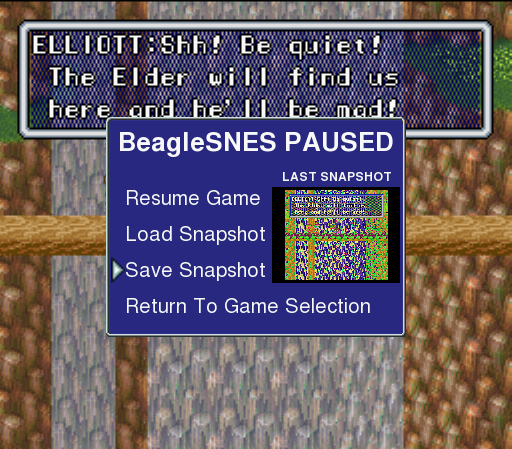 ELLIOTT:Shh! Be quiet!
The Elder will find us
here and he'll be mad!
BeagleSNES PAUSED
LAST SNAPSHOT
Resume Game
Load Snapshot
Save Snapshot
Return To Game Selection